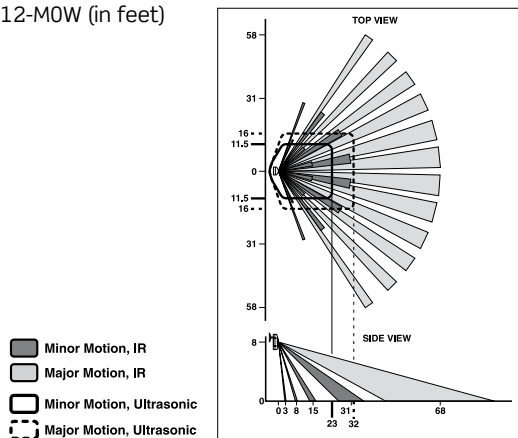 12-M0W (in feet)
TOP VIEW
58
31
16
11.5
0
11.5
16
31
58
SIDE VIEW
8
0
0 3 8 15 31 68
23 32
Minor Motion, IR
Major Motion, IR
Minor Motion, Ultrasonic
Major Motion, Ultrasonic